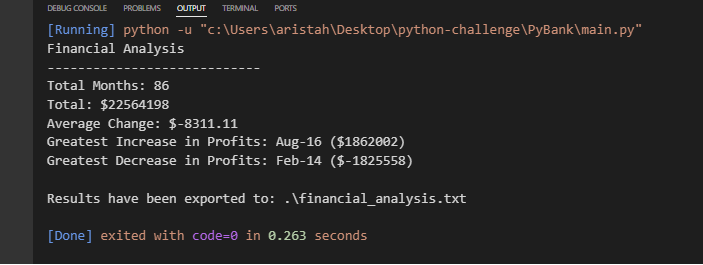 DEBUG CONSOLE PROBLEMS OUTPUT TERMINAL PORTS
[Running] python -u "c:\Users\aristah\Desktop\python-challenge\PyBank\main.py"
Financial Analysis
----------------------------
Total Months: 86
Total: $22564198
Average Change: $-8311.11
Greatest Increase in Profits: Aug-16 ($1862002)
Greatest Decrease in Profits: Feb-14 ($-1825558)
Results have been exported to: .\financial_analysis.txt
[Done] exited with code=0 in 0.263 seconds